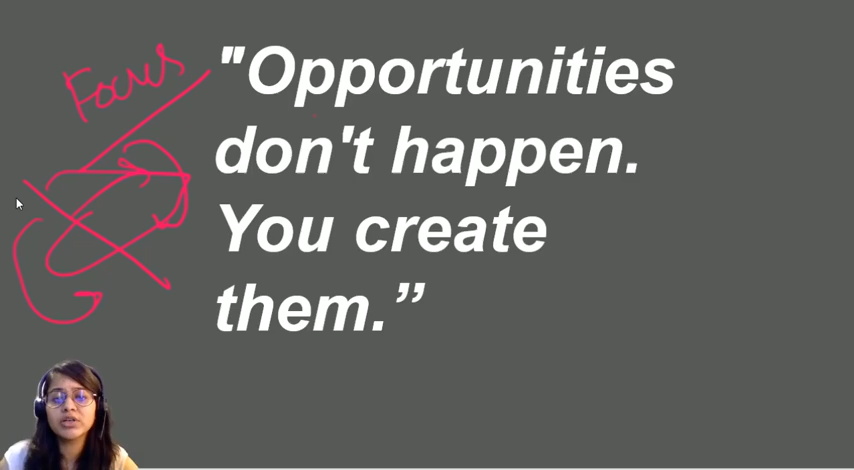 Focus
"Opportunities
don't happen.
You create
them.”